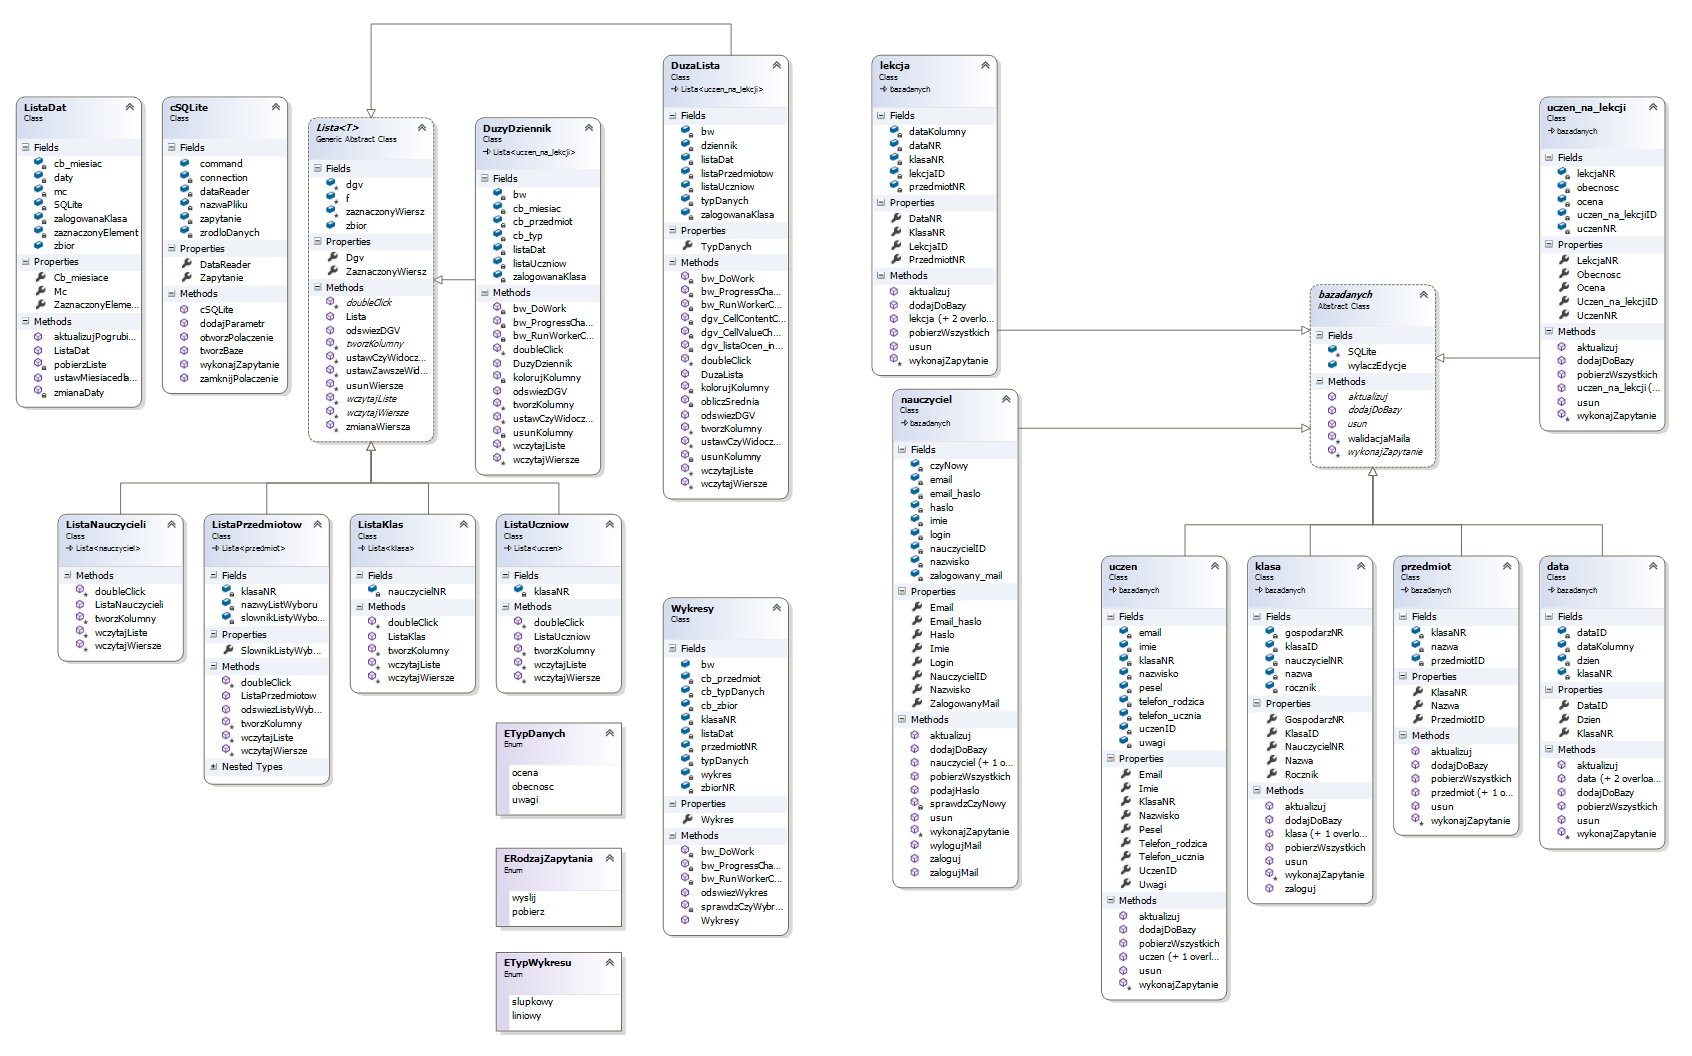 ListaDat
Class
Fields
cb_miesiac
daty
mc
SQLite
zalogowanaKlasa
zaznaczonyElement
zbior
Properties
Cb_miesiace
Mc
ZaznaczonyEleme...
Methods
aktualizujPogrubi...
ListaDat
pobierzListe
ustawMiesiacedla...
zmianaDaty
cSQLite
Class
Fields
command
connection
dataReader
nazwaPliku
zapytanie
zrodloDanych
Properties
DataReader
Zapytanie
Methods
cSQLite
dodajParametr
otworzPolaczenie
tworzBaze
wykonajZapytanie
zamknijPolaczenie
Lista<T>
Generic Abstract Class
Fields
dgv
f
zaznaczonyWiersz
zbior
Properties
Dgv
ZaznaczonyWiersz
Methods
doubleClick
Lista
odswiezDGV
tworzKolumny
ustawCzyWidocz...
ustawZawszeWid...
usunWiersze
wczytajListe
wczytajWiersze
zmianaWiersza
DuzyDziennik
Class
Lista<uczen_na_lekcji>
Fields
bw
cb_miesiac
cb_przedmiot
cb_typ
listaDat
listaUczniow
zalogowanaKlasa
Methods
bw_DoWork
bw_ProgressCha...
bw_RunWorkerC...
doubleClick
DuzyDziennik
kolorujKolumny
odswiezDGV
tworzKolumny
ustawCzyWidocz...
usunKolumny
wczytajListe
wczytajWiersze
DuzaLista
Class
Lista<uczen_na_lekcji>
Fields
bw
dziennik
listaDat
listaPrzedmiotow
listaUczniow
typDanych
zalogowanaKlasa
Properties
TypDanych
Methods
bw_DoWork
bw_ProgressCha...
bw_RunWorkerC...
dgv_CellContentC...
dgv_CellValueCh...
dgv_listaOcen_in...
doubleClick
DuzaLista
kolorujKolumny
obliczSrednia
odswiezDGV
tworzKolumny
ustawCzyWidocz...
usunKolumny
wczytajListe
wczytajWiersze
lekcja
Class
bazadanych
Fields
dataKolumny
dataNR
klasaNR
lekcjaID
przedmiotNR
Properties
DataNR
KlasaNR
LekcjaID
PrzedmiotNR
Methods
aktualizuj
dodajDoBazy
lekcja (+ 2 overlo...
pobierzWszystkich
usun
wykonajZapytanie
uczen_na_lekcji
Class
bazadanych
Fields
lekcjaNR
obecnosc
ocena
uczen_na_lekcjiID
uczenNR
Properties
LekcjaNR
Obecnosc
Ocena
Uczen_na_lekcjiID
UczenNR
Methods
aktualizuj
dodajDoBazy
pobierzWszystkich
uczen_na_lekcji (...
usun
wykonajZapytanie
bazadanych
Abstract Class
Fields
SQLite
wylaczEdycje
Methods
aktualizuj
dodajDoBazy
usun
walidacjaMaila
wykonajZapytanie
nauczyciel
Class
bazadanych
Fields
czyNowy
email
email_haslo
haslo
imie
login
nauczycielID
nazwisko
zalogowany_mail
Properties
Email
Email_haslo
Haslo
Imie
Login
NauczycielID
Nazwisko
ZalogowanyMail
Methods
aktualizuj
dodajDoBazy
nauczyciel (+ 1 o...
pobierzWszystkich
podajHaslo
sprawdzCzyNowy
usun
wykonajZapytanie
wylogujMail
zaloguj
zalogujMail
ListaNauczycieli
Class
Lista<nauczyciel>
Methods
doubleClick
ListaNauczycieli
tworzKolumny
wczytajListe
wczytajWiersze
ListaPrzedmiotow
Class
Lista<przedmiot>
Fields
klasaNR
nazwyListWyboru
slownikListyWybo...
Properties
SlownikListyWyb...
Methods
doubleClick
ListaPrzedmiotow
odswiezListyWyb...
tworzKolumny
wczytajListe
wczytajWiersze
Nested Types
ListaKlas
Class
Lista<klasa>
Fields
nauczycielNR
Methods
doubleClick
ListaKlas
tworzKolumny
wczytajListe
wczytajWiersze
ListaUczniow
Class
Lista<uczen>
Fields
klasaNR
Methods
doubleClick
ListaUczniow
tworzKolumny
wczytajListe
wczytajWiersze
ETypDanych
Enum
ocena
obecnosc
uwagi
ERodzajZapytania
Enum
wyslij
pobierz
ETypWykresu
Enum
slupkowy
liniowy
Wykresy
Class
Fields
bw
cb_przedmiot
cb_typDanych
cb_zbior
klasaNR
listaDat
przedmiotNR
typDanych
wykres
zbiorNR
Properties
Wykres
Methods
bw_DoWork
bw_ProgressCha...
bw_RunWorkerC...
odswiezWykres
sprawdzCzyWybr...
Wykresy
uczen
Class
bazadanych
Fields
email
imie
klasaNR
nazwisko
pesel
telefon_rodzica
telefon_ucznia
uczenID
uwagi
Properties
Email
Imie
KlasaNR
Nazwisko
Pesel
Telefon_rodzica
Telefon_ucznia
UczenID
Uwagi
Methods
aktualizuj
dodajDoBazy
pobierzWszystkich
uczen (+ 1 overl...
usun
wykonajZapytanie
klasa
Class
bazadanych
Fields
gospodarzNR
klasaID
nauczycielNR
nazwa
rocznik
Properties
GospodarzNR
KlasaID
NauczycielNR
Nazwa
Rocznik
Methods
aktualizuj
dodajDoBazy
klasa (+ 1 overlo...
pobierzWszystkich
usun
wykonajZapytanie
zaloguj
przedmiot
Class
bazadanych
Fields
klasaNR
nazwa
przedmiotID
Properties
KlasaNR
Nazwa
PrzedmiotID
Methods
aktualizuj
dodajDoBazy
pobierzWszystkich
przedmiot (+ 1 o...
usun
wykonajZapytanie
data
Class
bazadanych
Fields
dataID
dataKolumny
dzien
klasaNR
Properties
DataID
Dzien
KlasaNR
Methods
aktualizuj
data (+ 2 overloa...
dodajDoBazy
pobierzWszystkich
usun
wykonajZapytanie